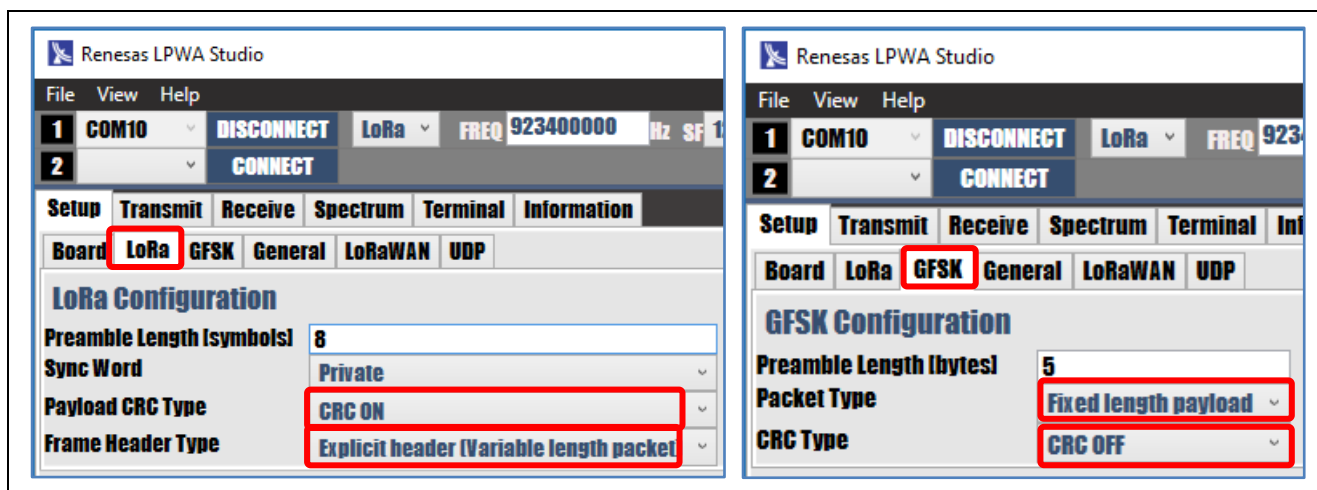 Renesas LPWA Studio
File View Help
1 COM10 DISCONNECT LoRa FREQ 923400000 Hz SF
2 CONNECT
Setup Transmit Receive Spectrum Terminal Information
Board LoRa GFSK General LoRaWAN UDP
LoRa Configuration
Preamble Length [symbols] 8
Sync Word Private
Payload CRC Type CRC ON
Frame Header Type Explicit header (Variable length packet)
Renesas LPWA Studio
File View Help
1 COM10 DISCONNECT LoRa FREQ 923
2 CONNECT
Setup Transmit Receive Spectrum Terminal
Board LoRa GFSK General LoRaWAN UDP
GFSK Configuration
Preamble Length [bytes] 5
Packet Type Fixed length payload
CRC Type CRC OFF